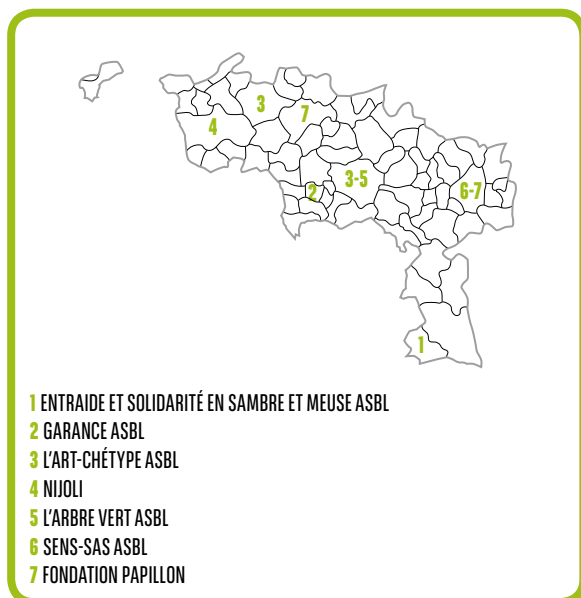 3
7
4
3-5
6-7
2
1
1 ENTRAIDE ET SOLIDARITÉ EN SAMBRE ET MEUSE ASBL
2 GARANCE ASBL
3 L'ART-CHÉTYPE ASBL
4 NIJOLI
5 L'ARBRE VERT ASBL
6 SENS-SAS ASBL
7 FONDATION PAPILLON